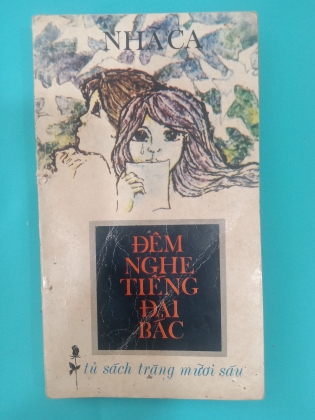 NHÃ CA
ĐÊM
NGHE
TIẾNG
ĐẠI
BÁC
tủ sách trăng mười sáu